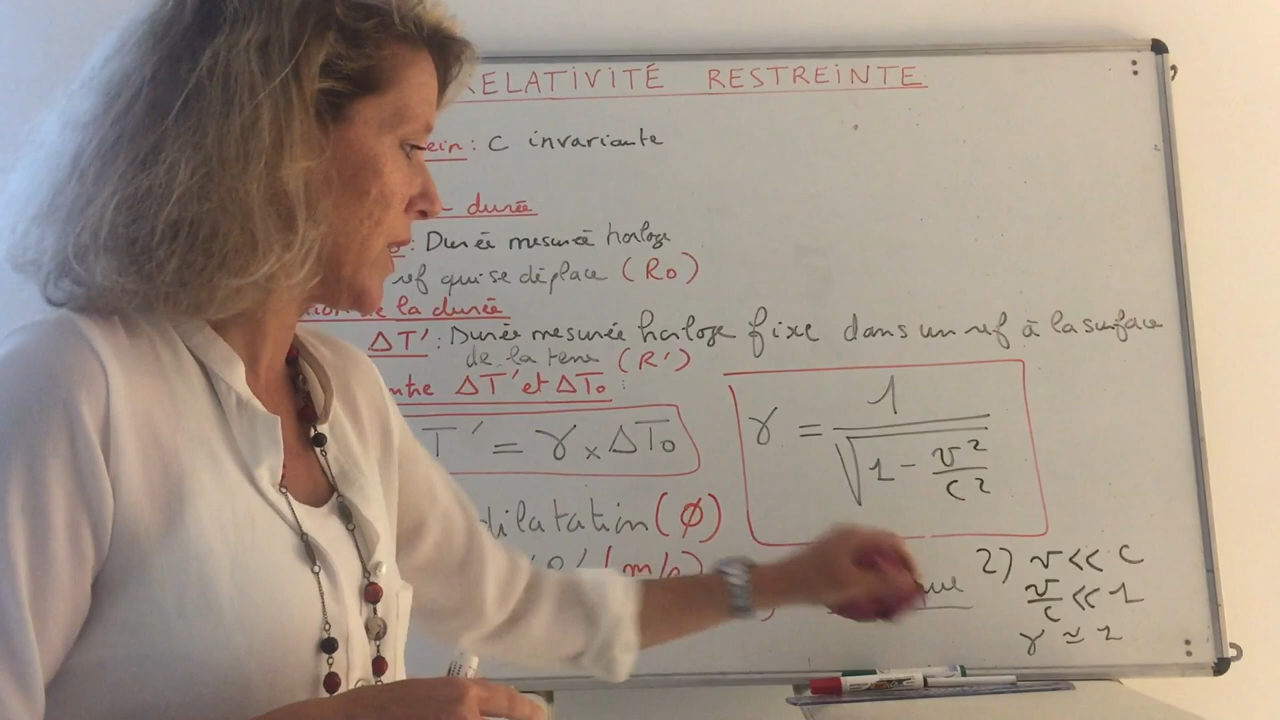 RELATIVITÉ RESTREINTE
ein : C invariante
durée
: Durée mesurée horloge
ref qui se déplace (R0)
tion de la durée
ΔT' : Durée mesurée horloge fixe dans un ref à la surface
de la terre (R')
entre ΔT' et ΔT0 :
T' = γ x ΔT0
γ = 1 / √(1 - v²/c²)
dilatation (Ø)
(m/s)
2) v << c
v/c << 1
γ ≃ 1